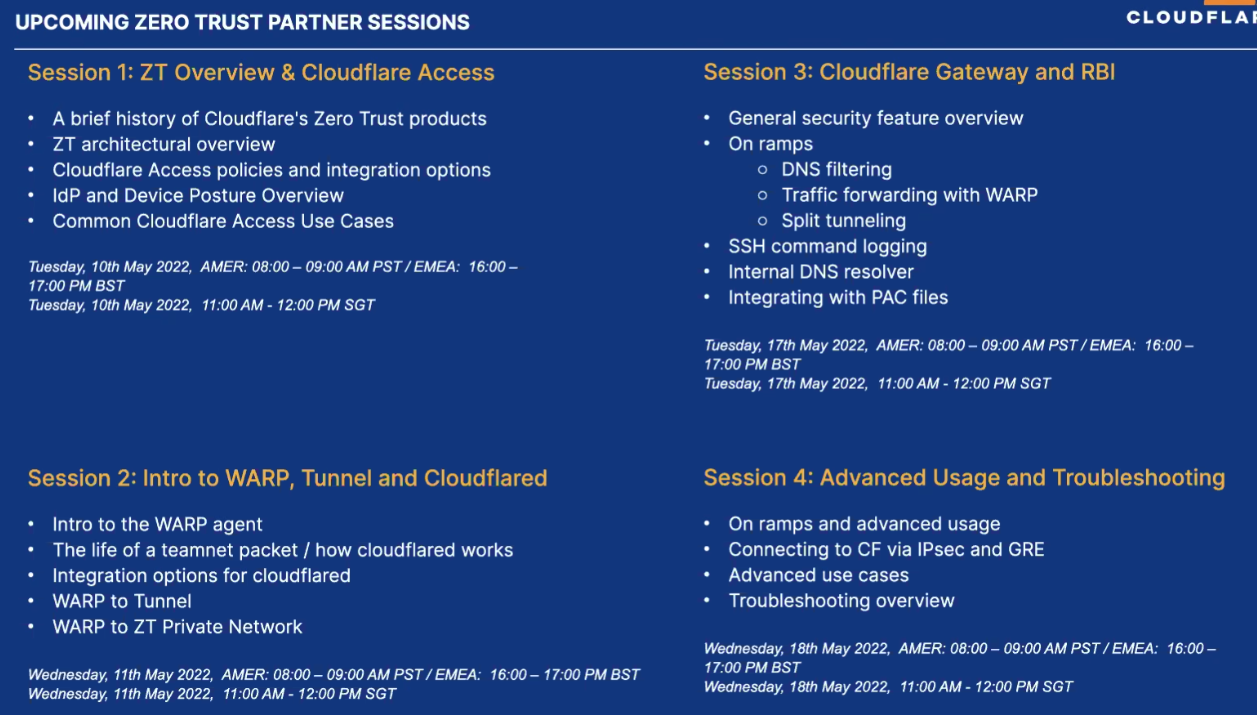 UPCOMING ZERO TRUST PARTNER SESSIONS
CLOUDFLAR
Session 1: ZT Overview & Cloudflare Access
• A brief history of Cloudflare's Zero Trust products
• ZT architectural overview
• Cloudflare Access policies and integration options
• IdP and Device Posture Overview
• Common Cloudflare Access Use Cases
Tuesday, 10th May 2022, AMER: 08:00 – 09:00 AM PST / EMEA: 16:00 –
17:00 PM BST
Tuesday, 10th May 2022, 11:00 AM - 12:00 PM SGT
Session 2: Intro to WARP, Tunnel and Cloudflared
• Intro to the WARP agent
• The life of a teamnet packet / how cloudflared works
• Integration options for cloudflared
• WARP to Tunnel
• WARP to ZT Private Network
Wednesday, 11th May 2022, AMER: 08:00 – 09:00 AM PST / EMEA: 16:00 – 17:00 PM BST
Wednesday, 11th May 2022, 11:00 AM - 12:00 PM SGT
Session 3: Cloudflare Gateway and RBI
• General security feature overview
• On ramps
○ DNS filtering
○ Traffic forwarding with WARP
○ Split tunneling
• SSH command logging
• Internal DNS resolver
• Integrating with PAC files
Tuesday, 17th May 2022, AMER: 08:00 – 09:00 AM PST / EMEA: 16:00 –
17:00 PM BST
Tuesday, 17th May 2022, 11:00 AM - 12:00 PM SGT
Session 4: Advanced Usage and Troubleshooting
• On ramps and advanced usage
• Connecting to CF via IPsec and GRE
• Advanced use cases
• Troubleshooting overview
Wednesday, 18th May 2022, AMER: 08:00 – 09:00 AM PST / EMEA: 16:00 –
17:00 PM BST
Wednesday, 18th May 2022, 11:00 AM - 12:00 PM SGT